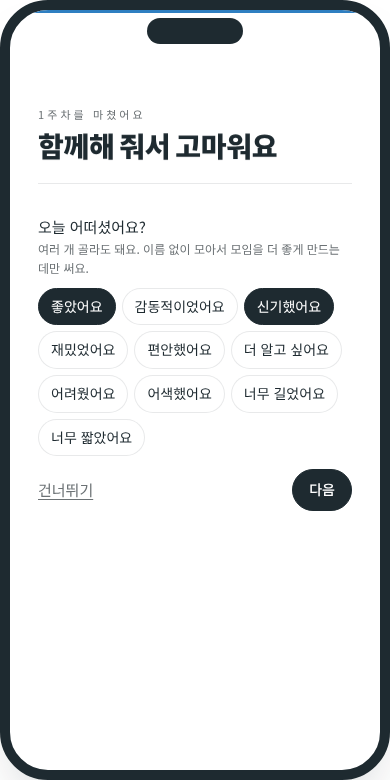 1주차를 마쳤어요
함께해 줘서 고마워요
오늘 어떠셨어요?
여러 개 골라도 돼요. 이름 없이 모아서 모임을 더 좋게 만드는
데만 써요.
좋았어요 감동적이었어요 신기했어요
재밌었어요 편안했어요 더 알고 싶어요
어려웠어요 어색했어요 너무 길었어요
너무 짧았어요
건너뛰기 다음